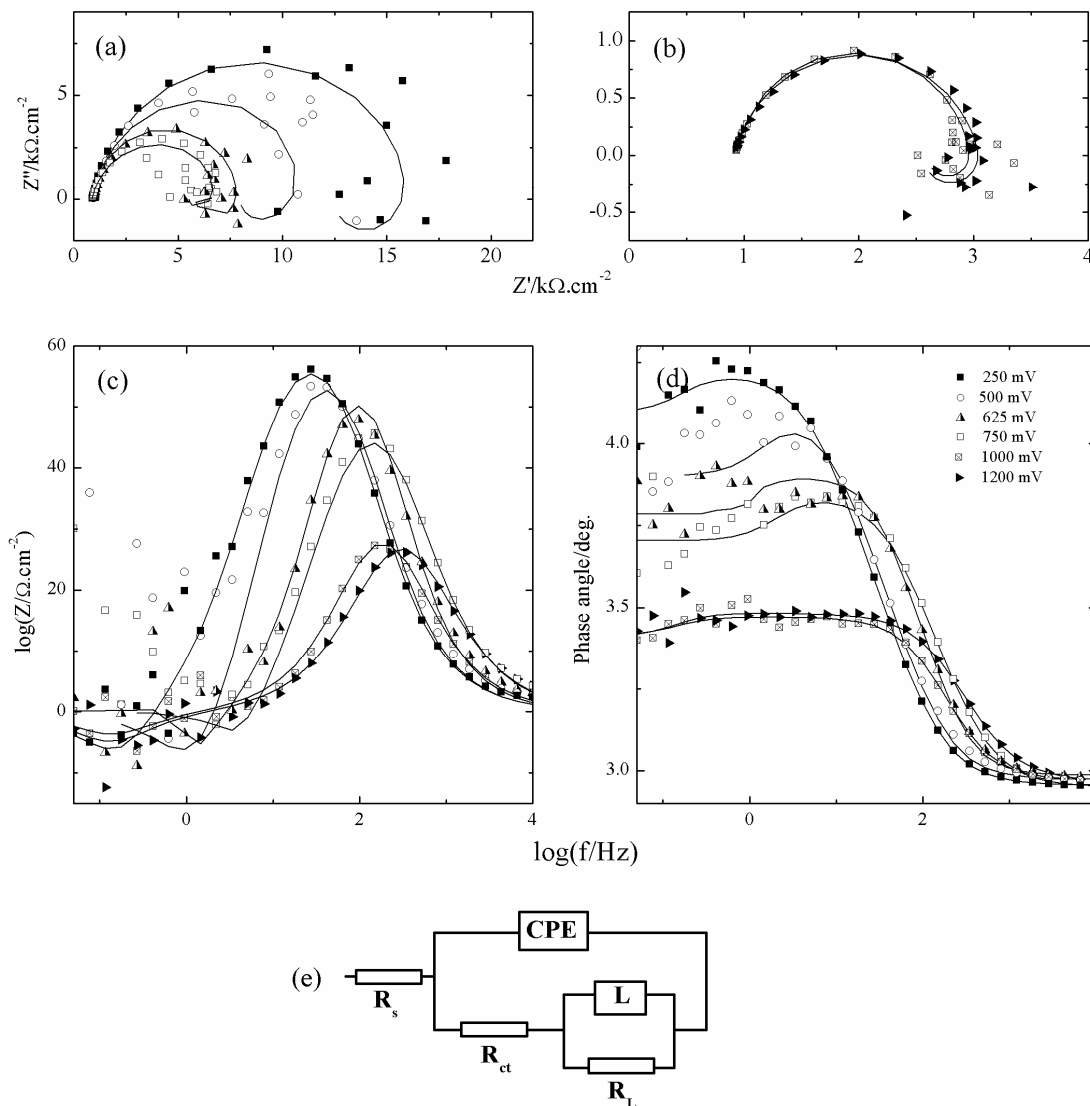 (a)
Z''/kΩ.cm⁻²
5
0
0 5 10 15 20
(b)
1.0
0.5
0.0
-0.5
0 1 2 3 4
Z'/kΩ.cm⁻²
(c)
log(Z/Ω.cm⁻²)
60
40
20
0
0 2 4
(d)
Phase angle/deg.
4.0
3.5
3.0
0 2
250 mV
500 mV
625 mV
750 mV
1000 mV
1200 mV
log(f/Hz)
(e)
CPE
Rs
L
Rct
RL